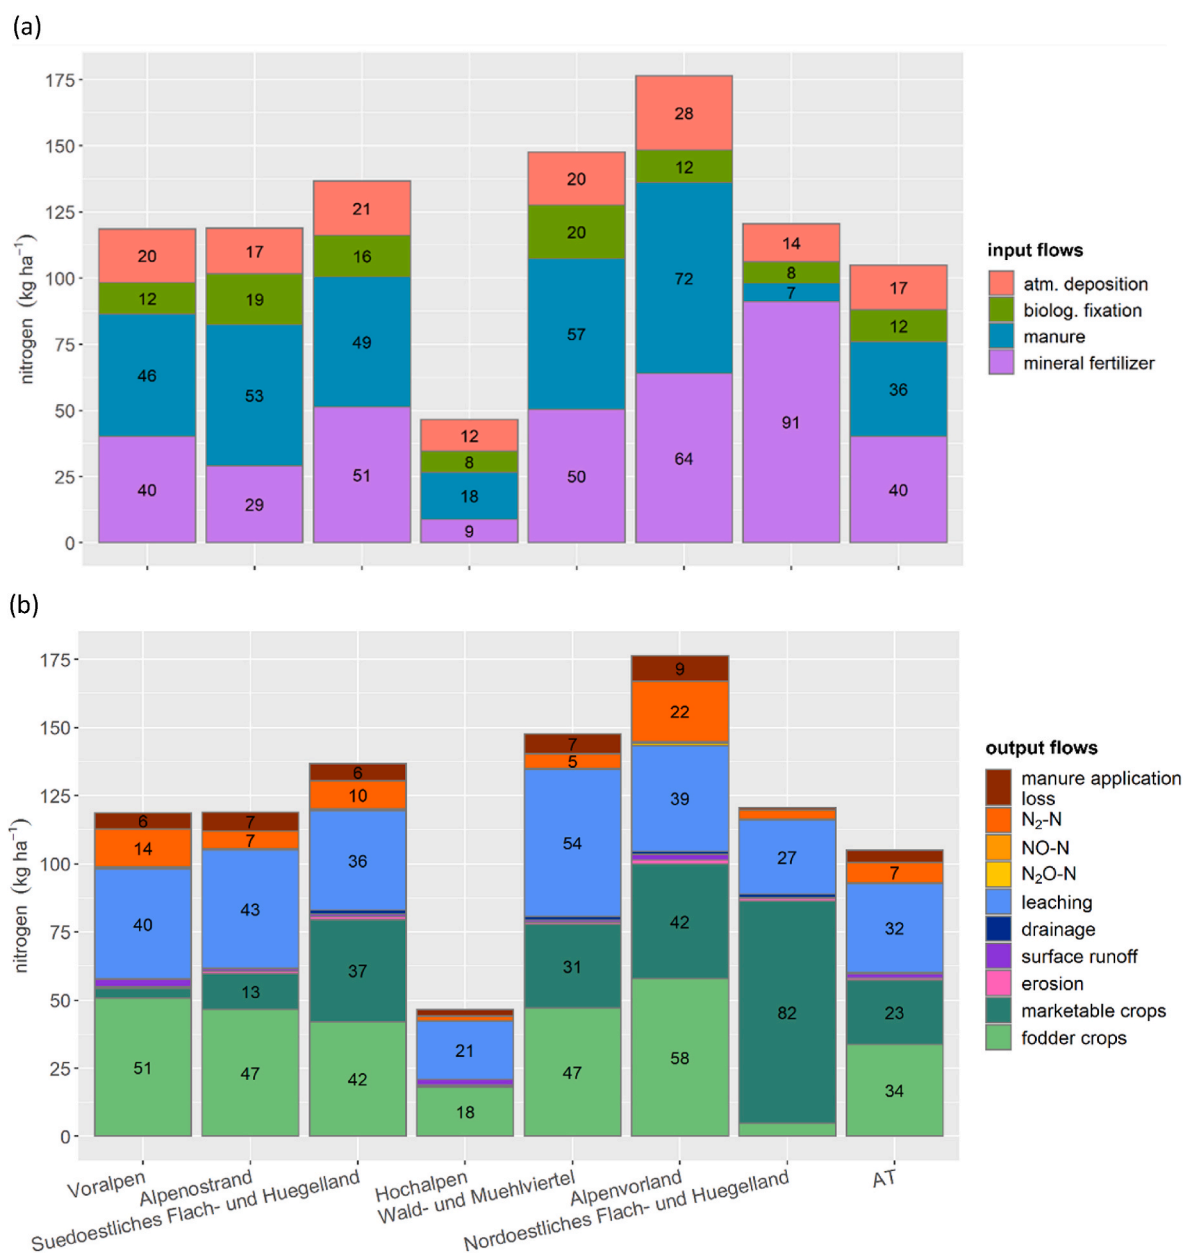 (a)
nitrogen (kg ha⁻¹)
175
150
125
100
75
50
25
0
20
12
46
40
17
19
53
29
21
16
49
51
12
8
18
9
20
20
57
50
28
12
72
64
14
8
7
91
17
12
36
40
input flows
atm. deposition
biolog. fixation
manure
mineral fertilizer
(b)
nitrogen (kg ha⁻¹)
175
150
125
100
75
50
25
0
6
14
40
51
7
7
43
13
47
6
10
36
37
42
21
18
7
5
54
31
47
9
22
39
42
58
27
82
7
32
23
34
output flows
manure application
loss
N₂-N
NO-N
N₂O-N
leaching
drainage
surface runoff
erosion
marketable crops
fodder crops
Voralpen
Alpenostrand
Suedoestliches Flach- und Huegelland
Hochalpen
Wald- und Muehlviertel
Alpenvorland
Nordoestliches Flach- und Huegelland
AT